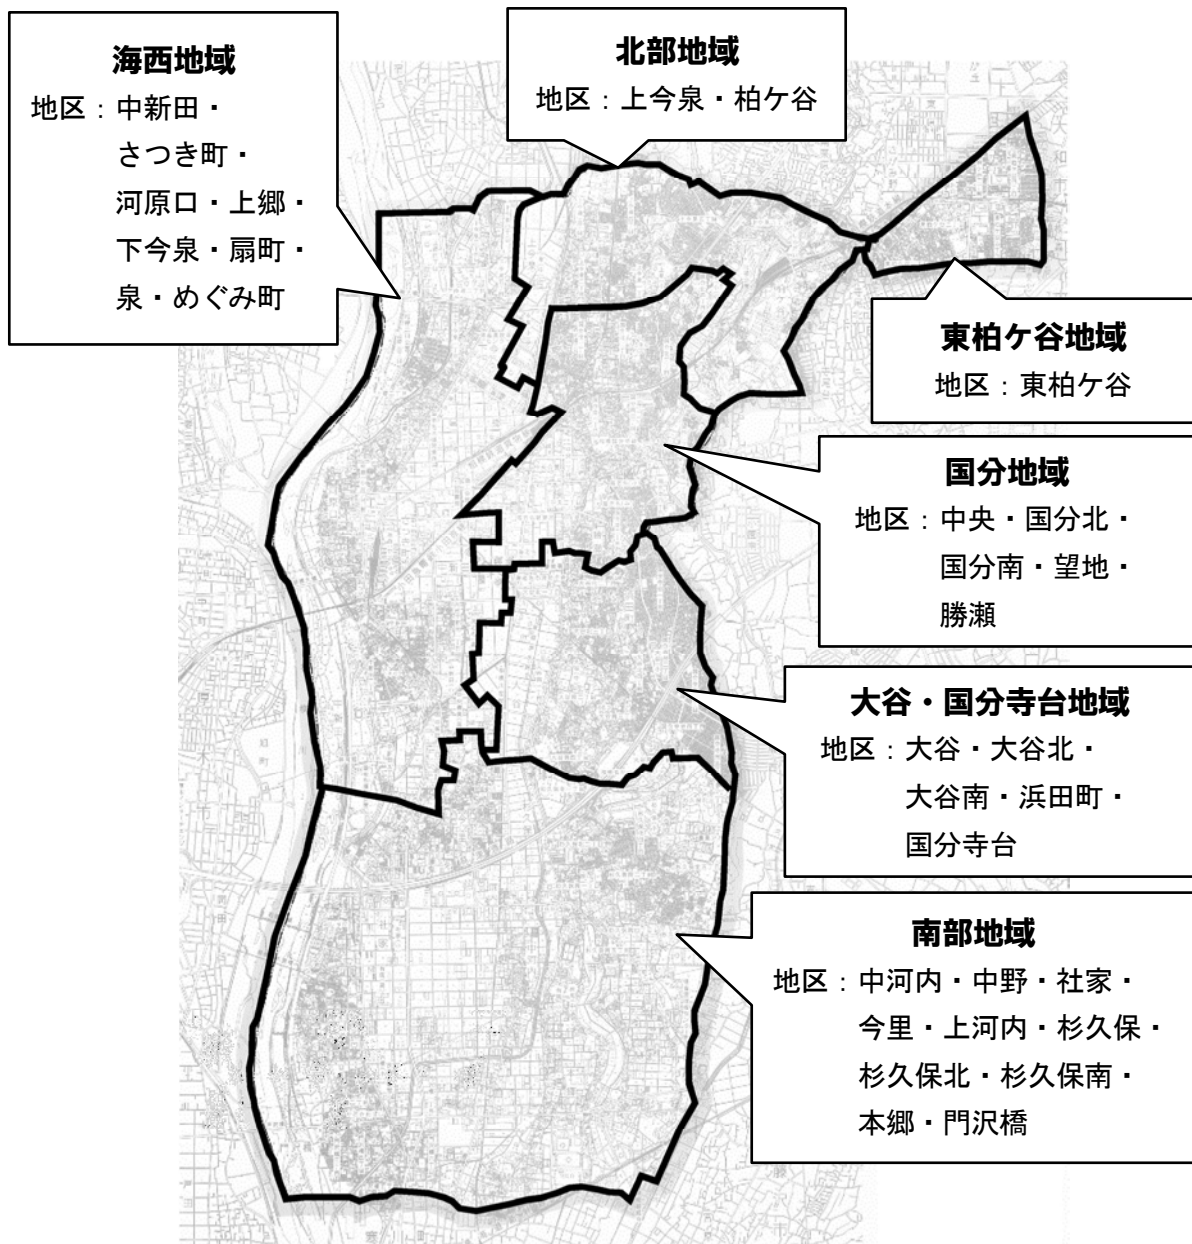 海西地域
地区：中新田・
さつき町・
河原口・上郷・
下今泉・扇町・
泉・めぐみ町
北部地域
地区：上今泉・柏ケ谷
東柏ケ谷地域
地区：東柏ケ谷
国分地域
地区：中央・国分北・
国分南・望地・
勝瀬
大谷・国分寺台地域
地区：大谷・大谷北・
大谷南・浜田町・
国分寺台
南部地域
地区：中河内・中野・社家・
今里・上河内・杉久保・
杉久保北・杉久保南・
本郷・門沢橋